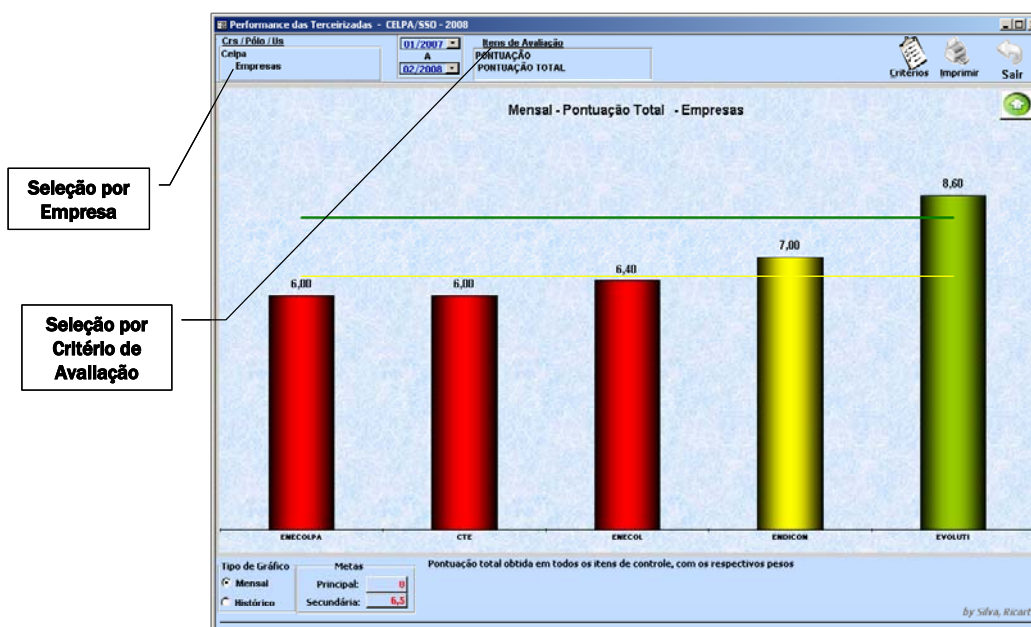 Performance das Terceirizadas - CELPA/SSO - 2008
Crs / Pólo / Us
Celpa
Empresas
01/2007
A
02/2008
Itens de Avaliação
PONTUAÇÃO
PONTUAÇÃO TOTAL
Critérios
Imprimir
Sair
Mensal - Pontuação Total - Empresas
Seleção por
Empresa
Seleção por
Critério de
Avaliação
6,00
6,00
6,40
7,00
8,60
ENECOLPA
CTE
ENECOL
ENDICON
EVOLUTI
Tipo de Gráfico
Mensal
Histórico
Metas
Principal: 8
Secundária: 6,5
Pontuação total obtida em todos os itens de controle, com os respectivos pesos
by Silva, Ricart